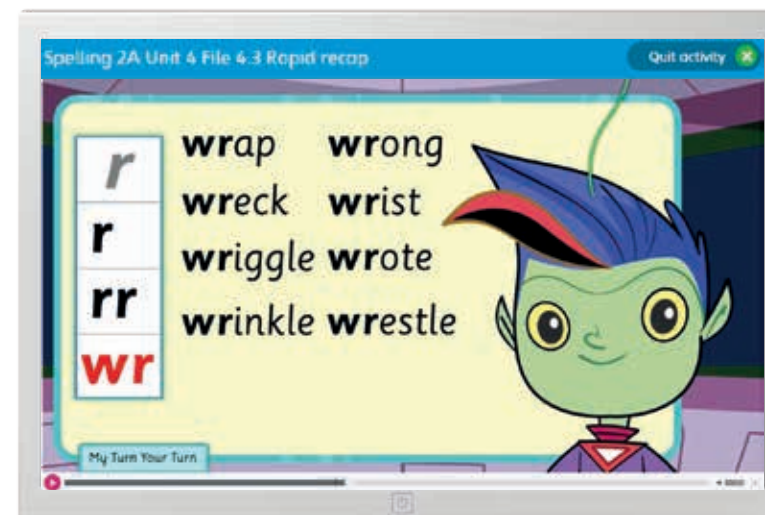 Spelling 2A Unit 4 File 4.3 Rapid recap
Quit activity
r
r
rr
wr
wrap wrong
wreck wrist
wriggle wrote
wrinkle wrestle
My Turn Your Turn